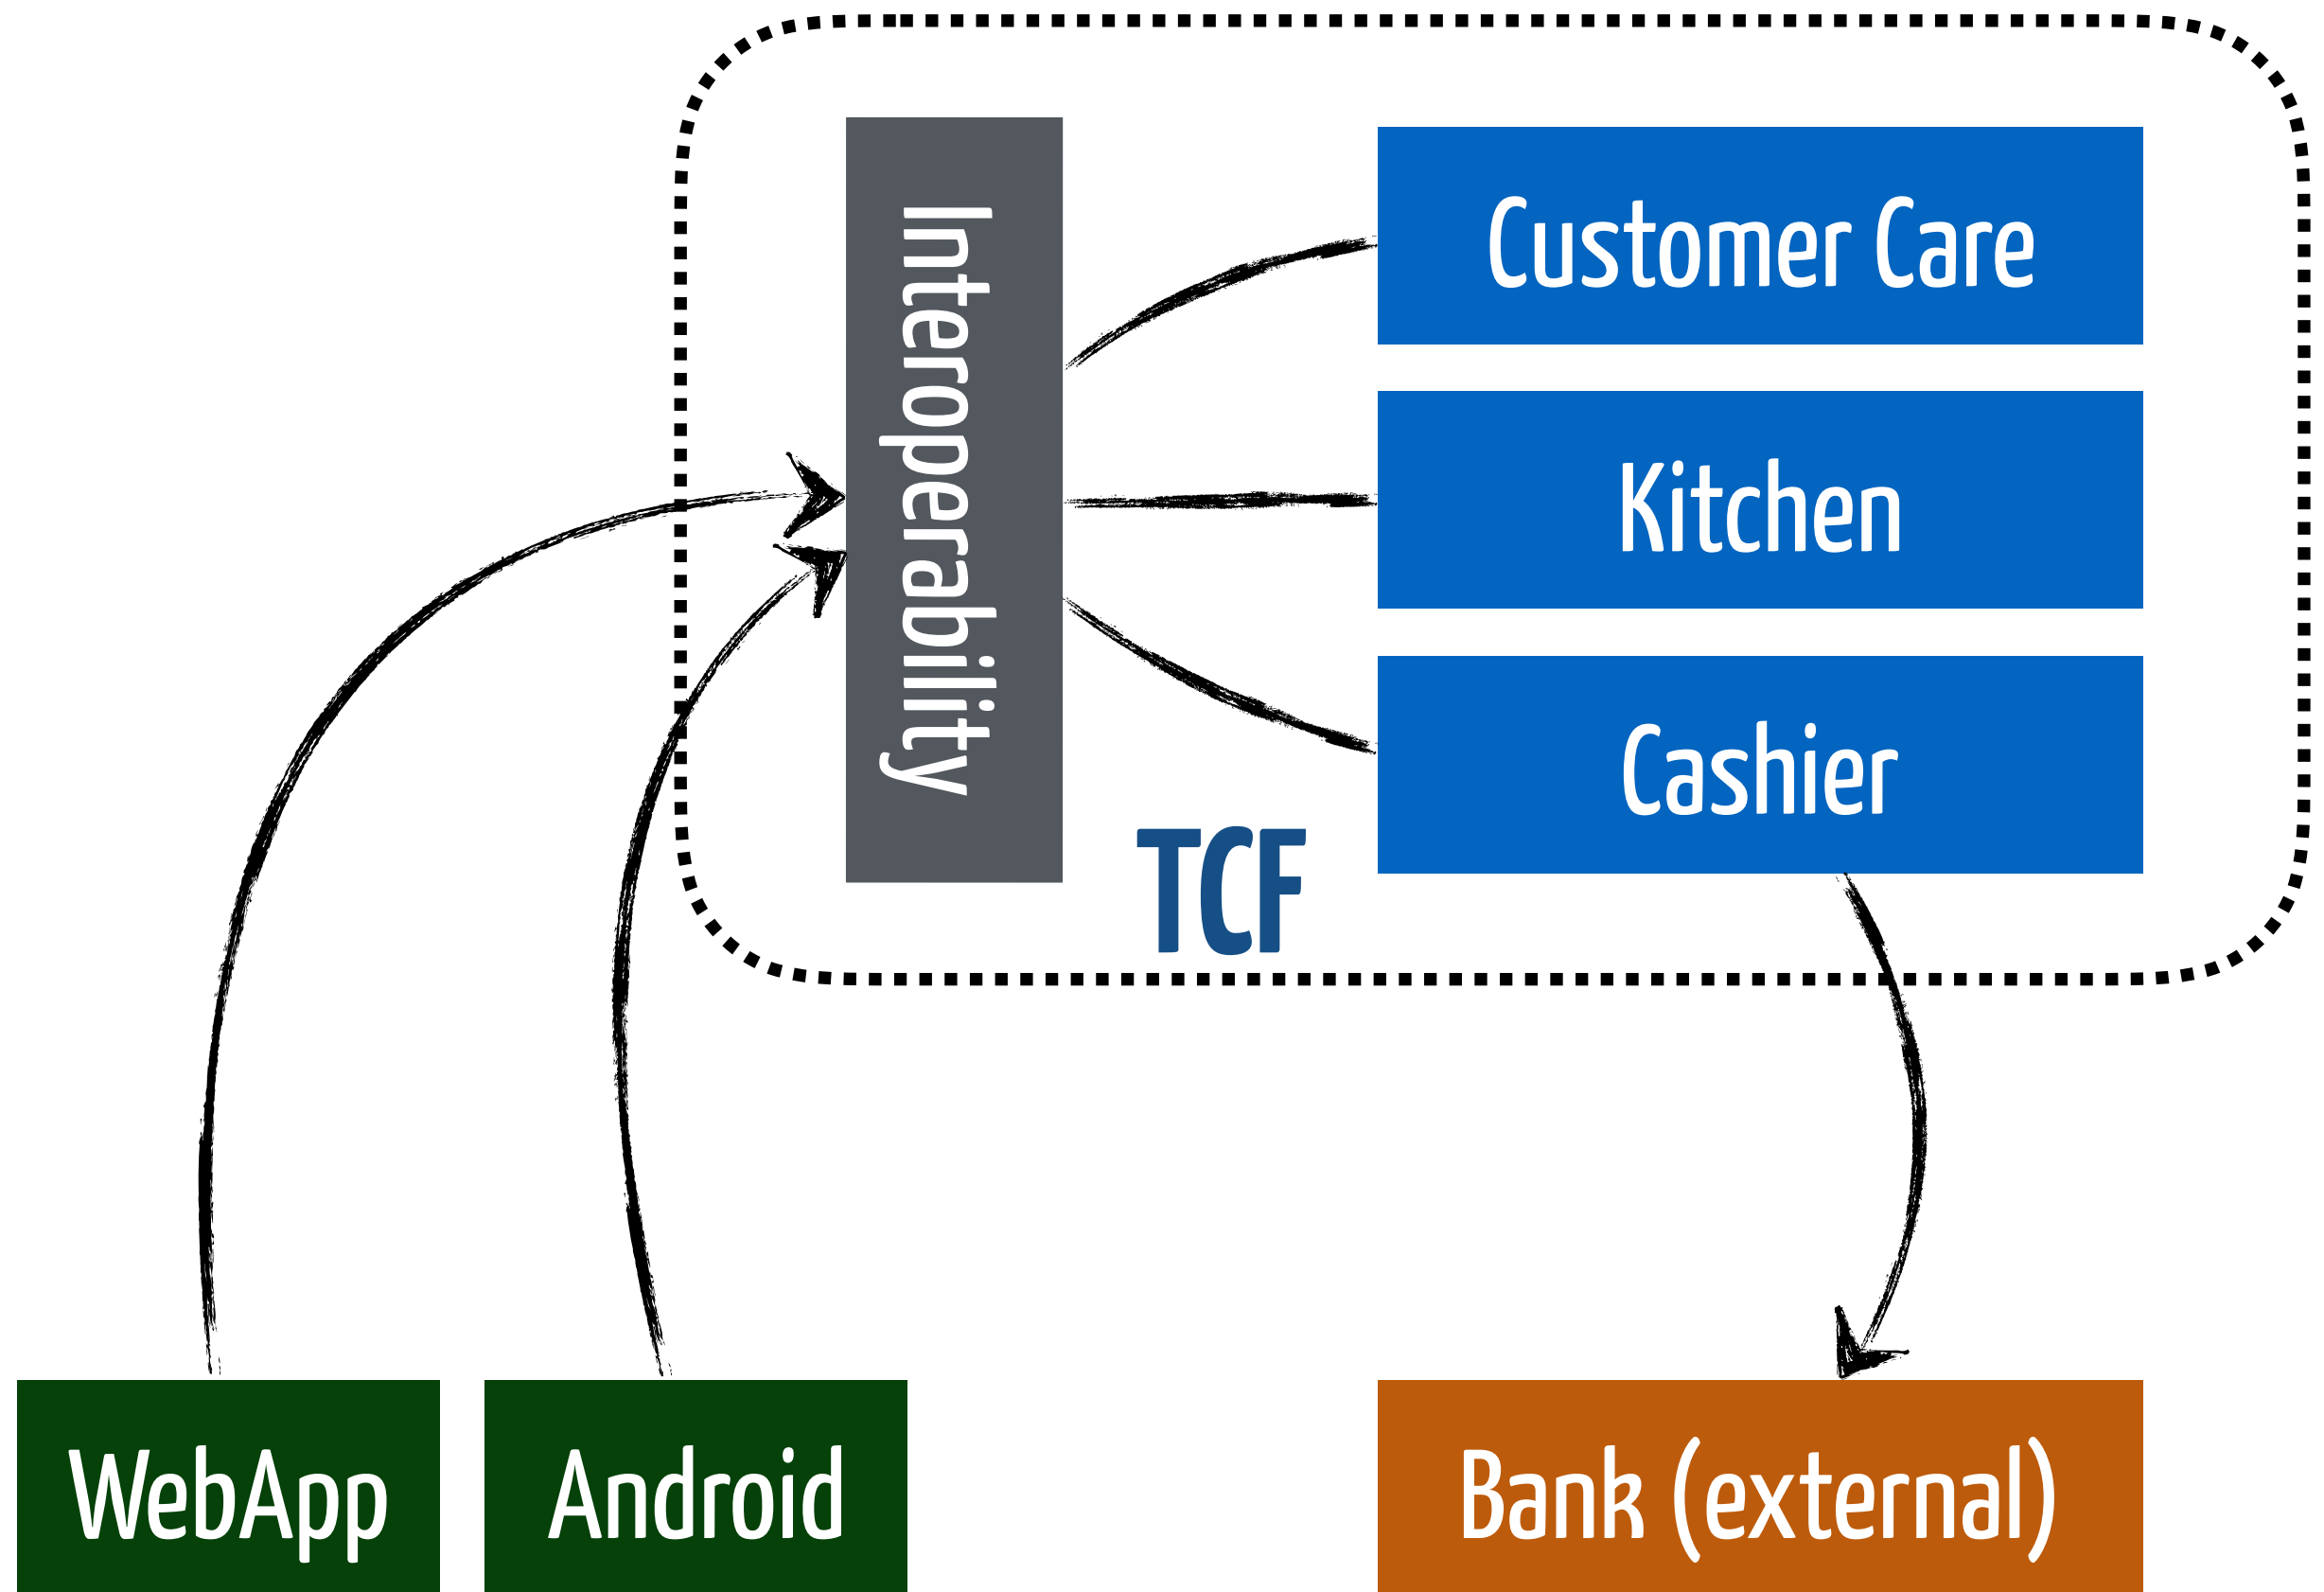 Interoperability
Customer Care
Kitchen
Cashier
TCF
WebApp
Android
Bank (external)